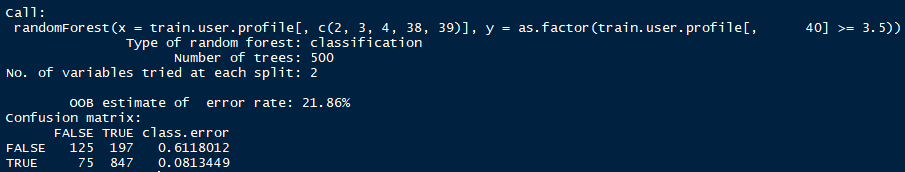 Call:
randomForest(x = train.user.profile[, c(2, 3, 4, 38, 39)], y = as.factor(train.user.profile[, 40] >= 3.5))
Type of random forest: classification
Number of trees: 500
No. of variables tried at each split: 2
OOB estimate of error rate: 21.86%
Confusion matrix:
FALSE TRUE class.error
FALSE 125 197 0.6118012
TRUE 75 847 0.0813449